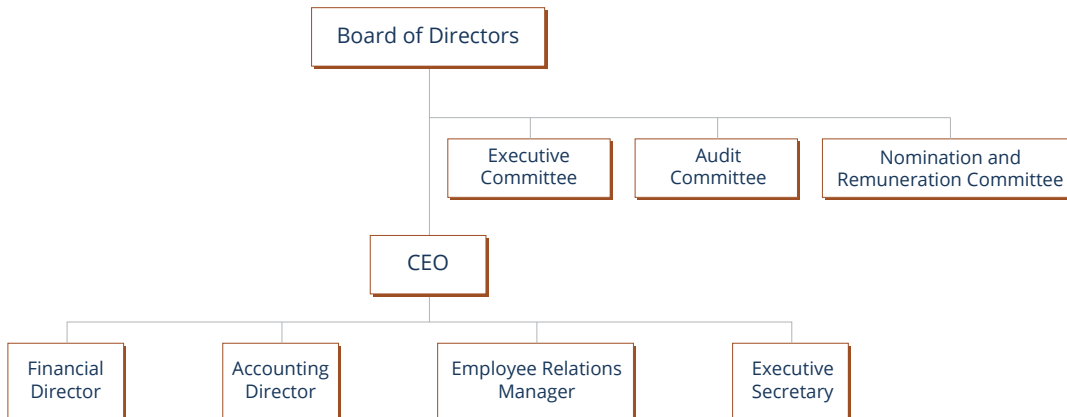 Board of Directors
Executive
Committee
Audit
Committee
Nomination and
Remuneration Committee
CEO
Financial
Director
Accounting
Director
Employee Relations
Manager
Executive
Secretary